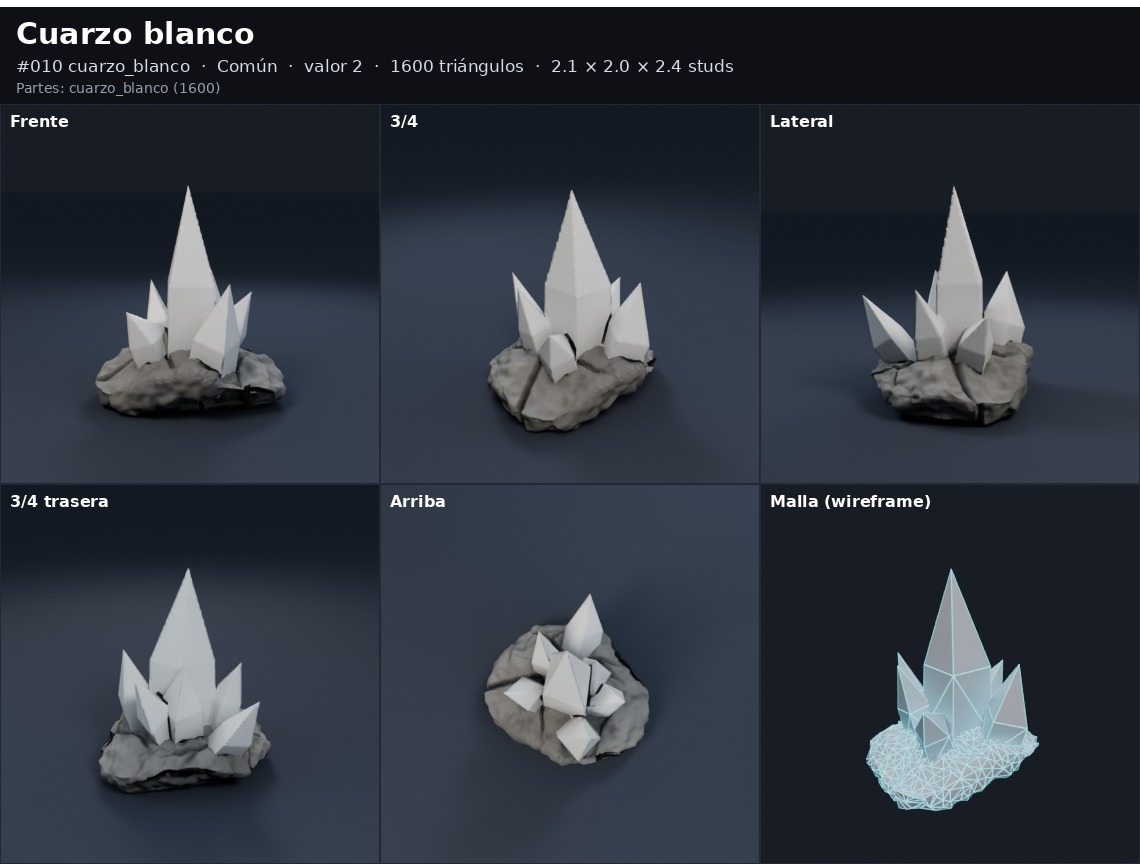 Cuarzo blanco
#010 cuarzo_blanco · Común · valor 2 · 1600 triángulos · 2.1 × 2.0 × 2.4 studs
Partes: cuarzo_blanco (1600)
Frente
3/4
Lateral
3/4 trasera
Arriba
Malla (wireframe)